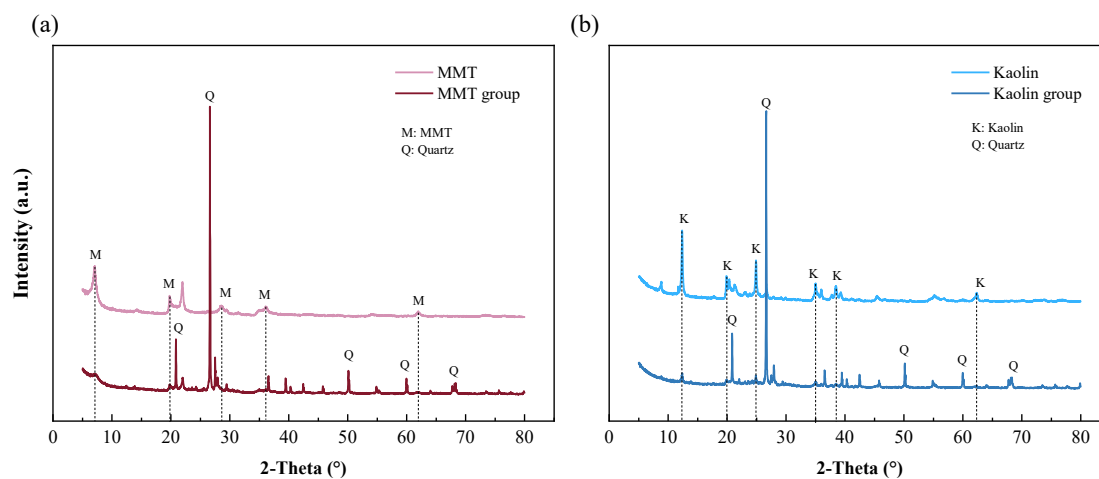 (a)
MMT
MMT group
M: MMT
Q: Quartz
Q
M
M
M
M
M
Q
Q
Q
Q
Intensity (a.u.)
0 10 20 30 40 50 60 70 80
2-Theta (°)
(b)
Kaolin
Kaolin group
K: Kaolin
Q: Quartz
Q
K
K
K
K
K
K
Q
Q
Q
Q
0 10 20 30 40 50 60 70 80
2-Theta (°)